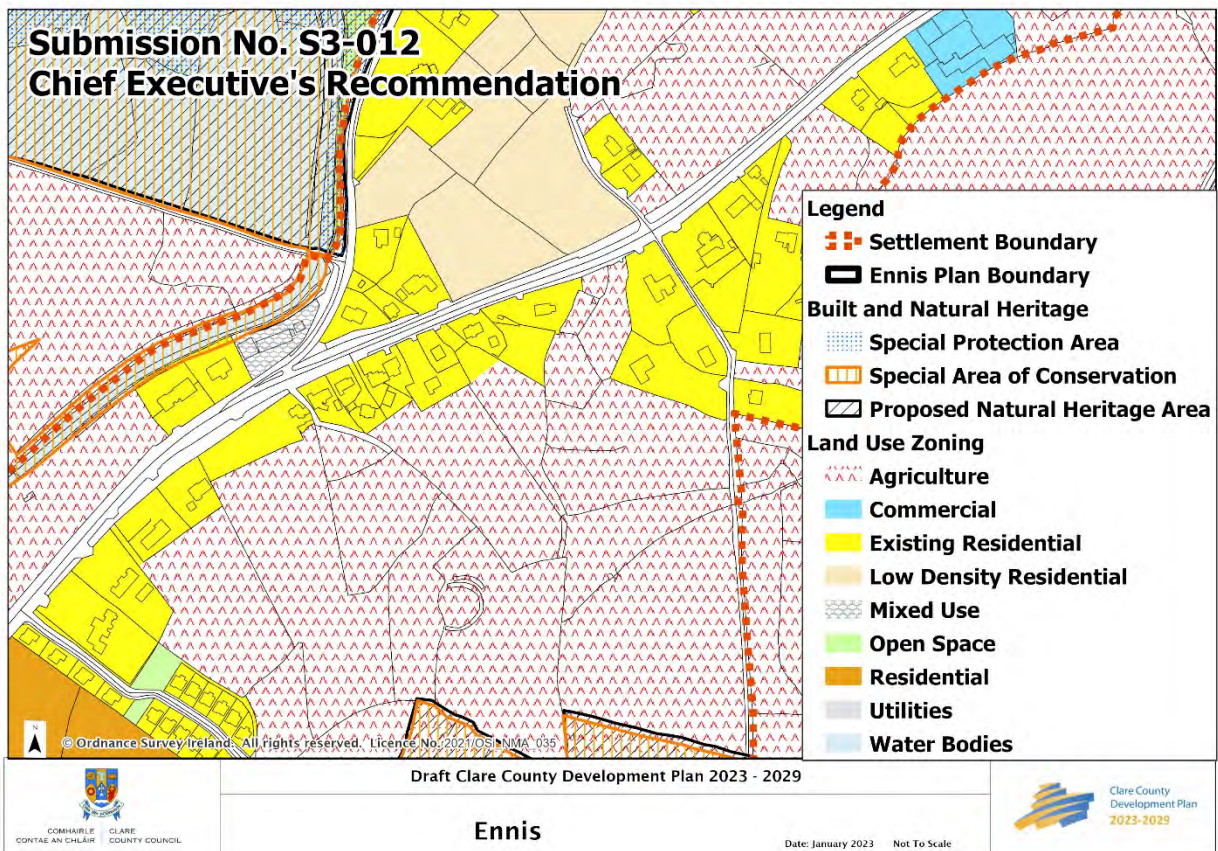 Submission No. S3-012
Chief Executive's Recommendation
Legend
Settlement Boundary
Ennis Plan Boundary
Built and Natural Heritage
Special Protection Area
Special Area of Conservation
Proposed Natural Heritage Area
Land Use Zoning
Agriculture
Commercial
Existing Residential
Low Density Residential
Mixed Use
Open Space
Residential
Utilities
Water Bodies
N
© Ordnance Survey Ireland. All rights reserved. Licence No. 2021/OSi_NMA_035
COMHAIRLE CONTAE AN CHLÁIR
CLARE COUNTY COUNCIL
Draft Clare County Development Plan 2023 - 2029
Ennis
Date: January 2023 Not To Scale
Clare County
Development Plan
2023-2029